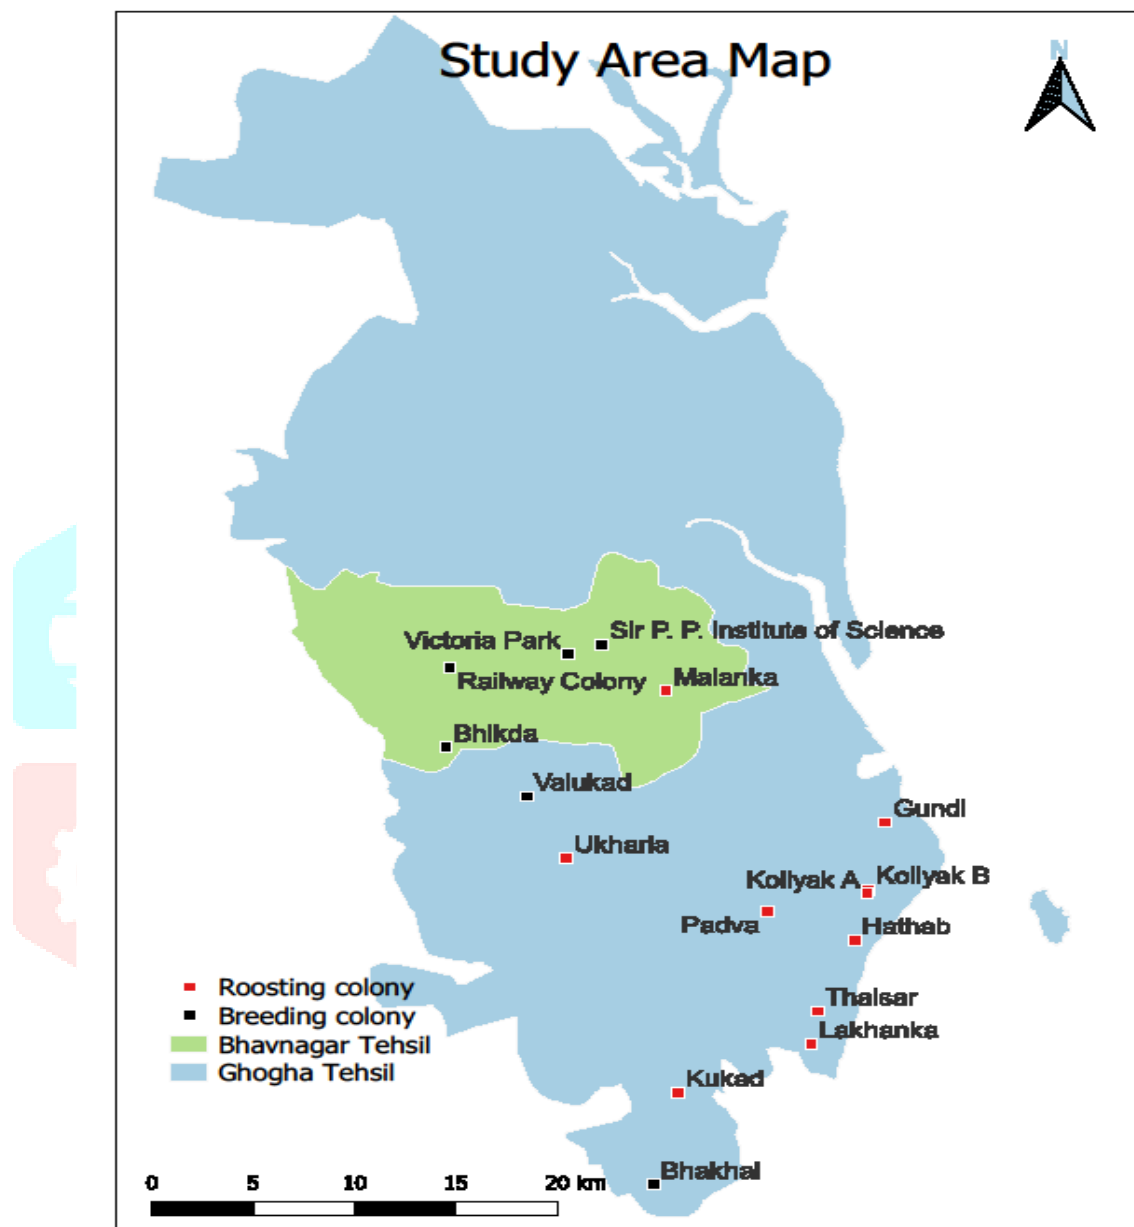 Study Area Map
N
Sir P. P. Institute of Science
Victoria Park
Railway Colony
Malanka
Bhikda
Valukad
Gundi
Ukharla
Koliyak A
Koliyak B
Padva
Hathab
Roosting colony
Thalsar
Breeding colony
Lakhanka
Bhavnagar Tehsil
Ghogha Tehsil
Kukad
Bhakhal
0 5 10 15 20 km